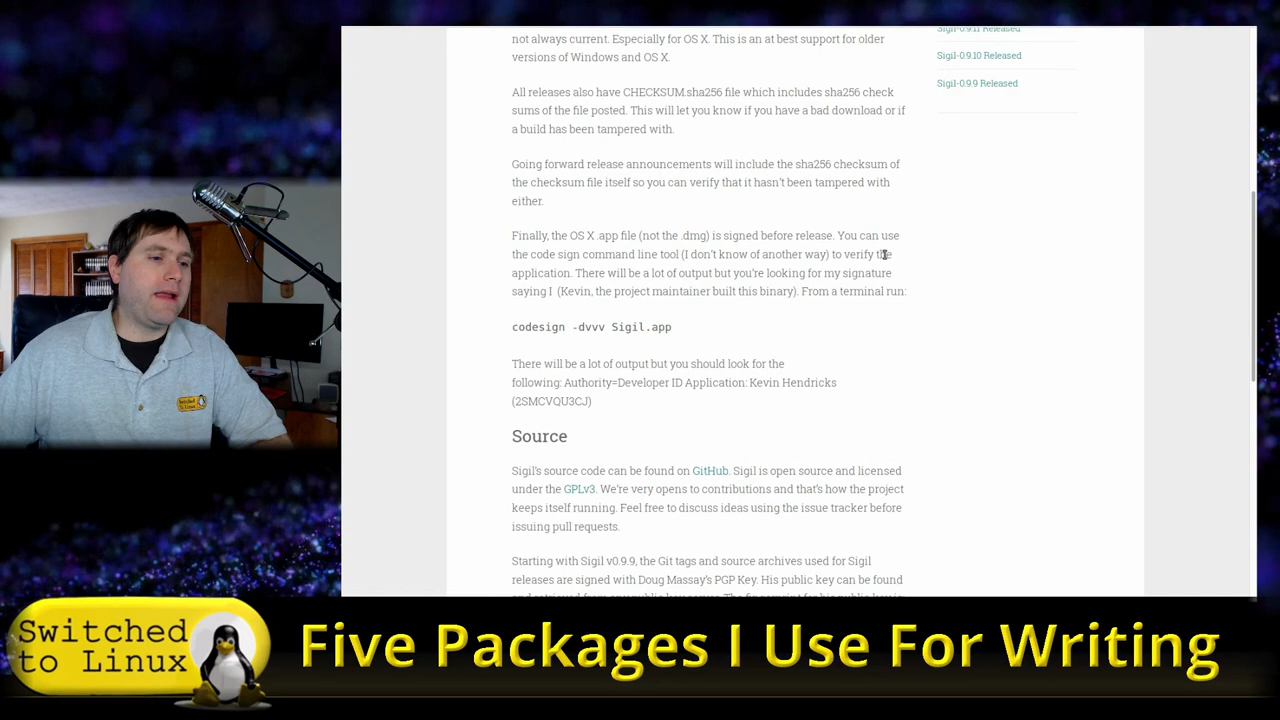 not always current. Especially for OS X. This is an at best support for older
versions of Windows and OS X.
All releases also have CHECKSUM.sha256 file which includes sha256 check
sums of the file posted. This will let you know if you have a bad download or if
a build has been tampered with.
Going forward release announcements will include the sha256 checksum of
the checksum file itself so you can verify that it hasn't been tampered with
either.
Finally, the OS X .app file (not the .dmg) is signed before release. You can use
the code sign command line tool (I don't know of another way) to verify the
application. There will be a lot of output but you're looking for my signature
saying I (Kevin, the project maintainer built this binary). From a terminal run:
codesign -dvvv Sigil.app
There will be a lot of output but you should look for the
following: Authority=Developer ID Application: Kevin Hendricks
(2SMCVQU3CJ)
Source
Sigil's source code can be found on GitHub. Sigil is open source and licensed
under the GPLv3. We're very opens to contributions and that's how the project
keeps itself running. Feel free to discuss ideas using the issue tracker before
issuing pull requests.
Starting with Sigil v0.9.9, the Git tags and source archives used for Sigil
releases are signed with Doug Massay's PGP Key. His public key can be found
Sigil-0.9.11 Released
Sigil-0.9.10 Released
Sigil-0.9.9 Released
Switched
to Linux
Switched
to Linux
Five Packages I Use For Writing